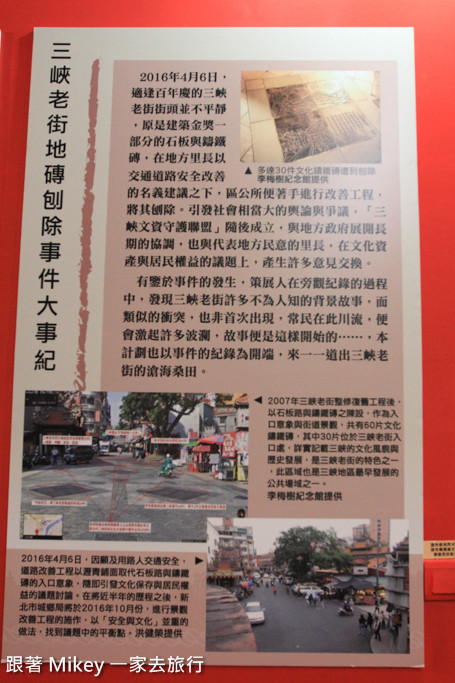 三峽老街地磚刨除事件大事紀
2016年4月6日,
適逢百年慶的三峽
老街街頭並不平靜
,原是建築金獎一
部分的石板與鑄鐵
磚,在地方里長以
交通道路安全改善
的名義建議之下,區公所便著手進行改善工程,
將其刨除。引發社會相當大的輿論與爭議,「三
峽文資守護聯盟」隨後成立,與地方政府展開長
期的協調,也與代表地方民意的里長,在文化資
產與居民權益的議題上,產生許多意見交換。
有鑒於事件的發生,策展人在旁觀紀錄的過程
中,發現三峽老街許多不為人知的背景故事,而
類似的衝突,也非首次出現,常民在此川流,便
會激起許多波瀾,故事便是這樣開始的……,本
計劃也以事件的紀錄為開端,來一一道出三峽老
街的滄海桑田。
▲ 多達30件文化鑄鐵磚遭到刨除
李梅樹紀念館提供
◀ 2007年三峽老街整修復舊工程後,
以石板路與鑄鐵磚之陳設,作為入
口意象與街道景觀,共有60片文化
鑄鐵磚,其中30片位於三峽老街入
口處,詳實記載三峽的文化風貌與
歷史發展,是三峽老街的特色之一
,此區域也是三峽地區最早發展的
公共場域之一。
李梅樹紀念館提供
2016年4月6日,因顧及用路人交通安全,
道路改善工程以瀝青鋪面取代石板路與鑄鐵
磚的入口意象,隨即引發文化保存與居民權
益的議題討論。在將近半年的歷程之後,新
北市城鄉局將於2016年10月份,進行景觀
改善工程的施作,以「安全與文化」並重的
做法,找到議題中的平衡點。洪健榮提供
跟著 Mikey 一家去旅行